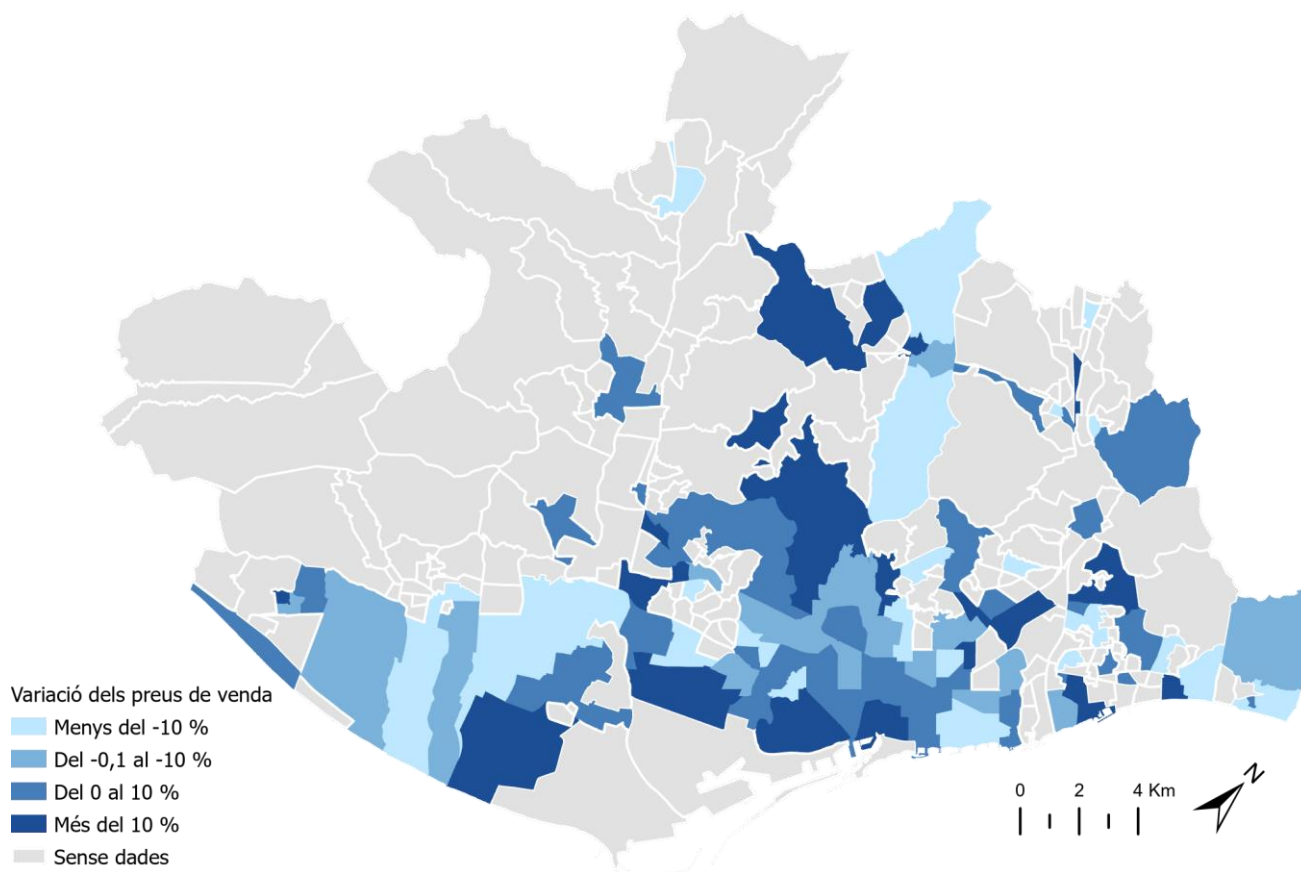 Variació dels preus de venda
Menys del -10 %
Del -0,1 al -10 %
Del 0 al 10 %
Més del 10 %
Sense dades
0 2 4 Km
N